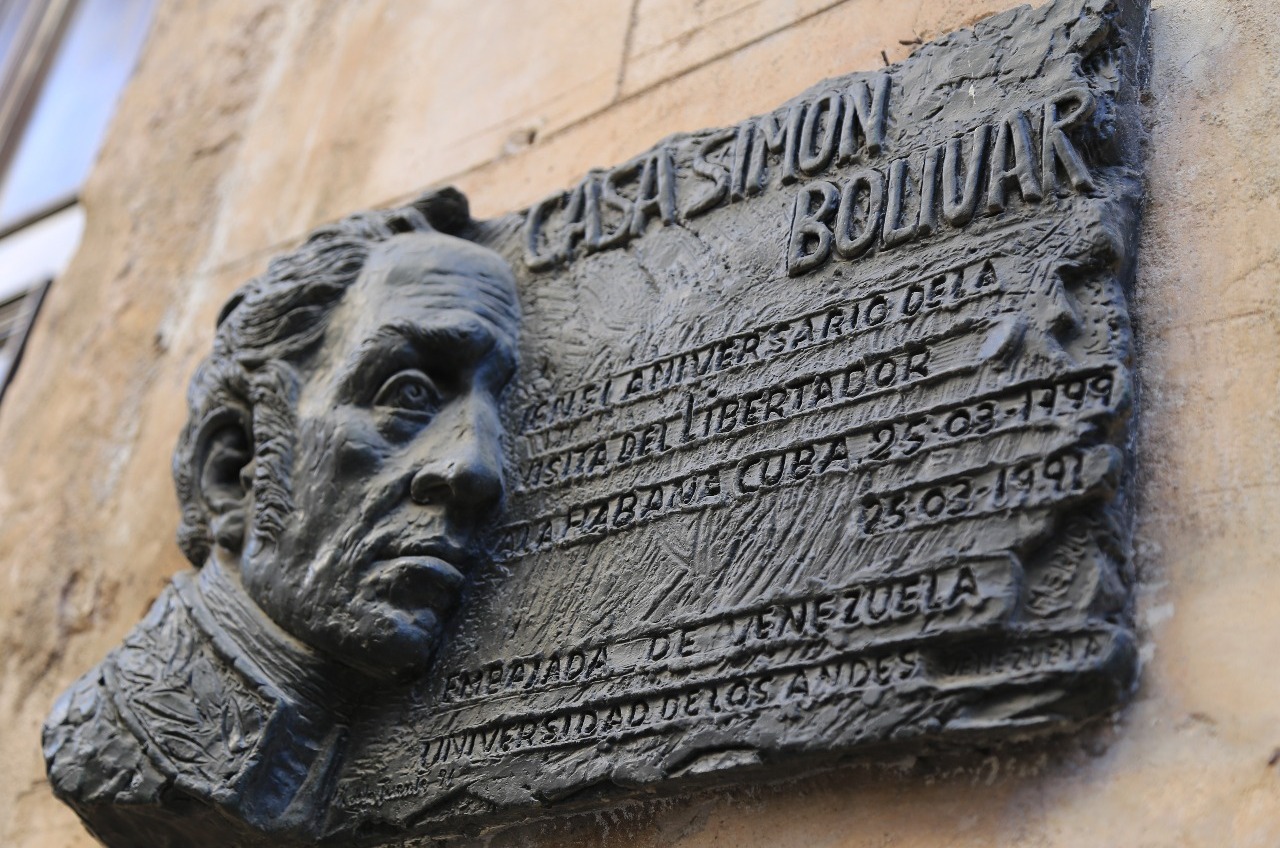 CASA SIMON
BOLIVAR
EN EL ANIVERSARIO DE LA
VISITA DEL LIBERTADOR
A LA HABANA CUBA 25-03-1799
25-03-1991
EMBAJADA DE VENEZUELA
UNIVERSIDAD DE LOS ANDES VENEZUELA